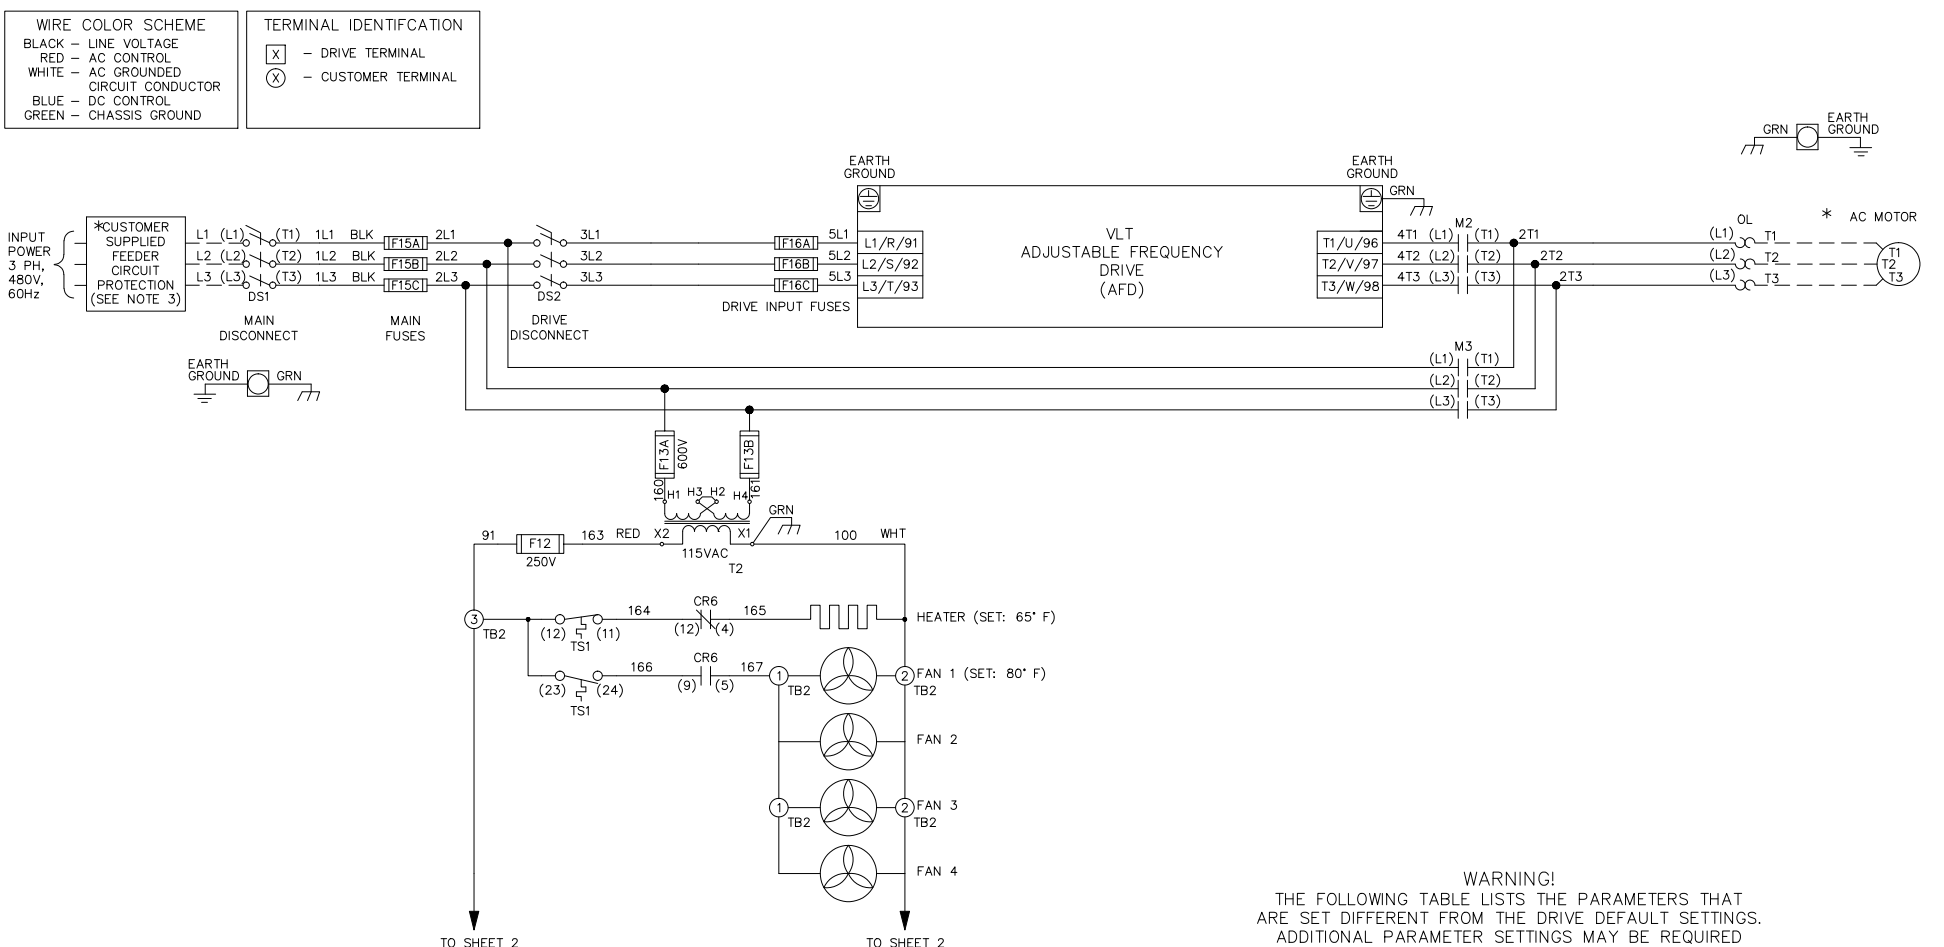 WIRE COLOR SCHEME
BLACK – LINE VOLTAGE
RED – AC CONTROL
WHITE – AC GROUNDED
CIRCUIT CONDUCTOR
BLUE – DC CONTROL
GREEN – CHASSIS GROUND
TERMINAL IDENTIFCATION
X – DRIVE TERMINAL
X – CUSTOMER TERMINAL
GRN
EARTH
GROUND
EARTH
GROUND
EARTH
GROUND
GRN
INPUT
POWER
3 PH,
480V,
60Hz
*CUSTOMER
SUPPLIED
FEEDER
CIRCUIT
PROTECTION
(SEE NOTE 3)
L1 (L1) (T1) 1L1 BLK F15A 2L1 3L1 F16A 5L1 L1/R/91
L2 (L2) (T2) 1L2 BLK F15B 2L2 3L2 F16B 5L2 L2/S/92
L3 (L3) (T3) 1L3 BLK F15C 2L3 3L3 F16C 5L3 L3/T/93
DS1
DS2
MAIN
DISCONNECT
MAIN
FUSES
DRIVE
DISCONNECT
DRIVE INPUT FUSES
VLT
ADJUSTABLE FREQUENCY
DRIVE
(AFD)
M2
T1/U/96 4T1 (L1) (T1) 2T1
T2/V/97 4T2 (L2) (T2) 2T2
T3/W/98 4T3 (L3) (T3) 2T3
OL
* AC MOTOR
(L1) T1
(L2) T2
(L3) T3
T1
T2
T3
M3
(L1) (T1)
(L2) (T2)
(L3) (T3)
EARTH
GROUND
GRN
F13A
600V
F13B
160
161
H1 H3 H2 H4
GRN
91 F12 163 RED X2 X1 100 WHT
250V
115VAC
T2
3
TB2
164 CR6 165
(12) (11) (12) (4)
TS1
HEATER (SET: 65° F)
166 CR6 167
(23) (24) (9) (5)
TS1
1
TB2
2
TB2
FAN 1 (SET: 80° F)
FAN 2
1
TB2
2
TB2
FAN 3
FAN 4
TO SHEET 2
TO SHEET 2
WARNING!
THE FOLLOWING TABLE LISTS THE PARAMETERS THAT
ARE SET DIFFERENT FROM THE DRIVE DEFAULT SETTINGS.
ADDITIONAL PARAMETER SETTINGS MAY BE REQUIRED